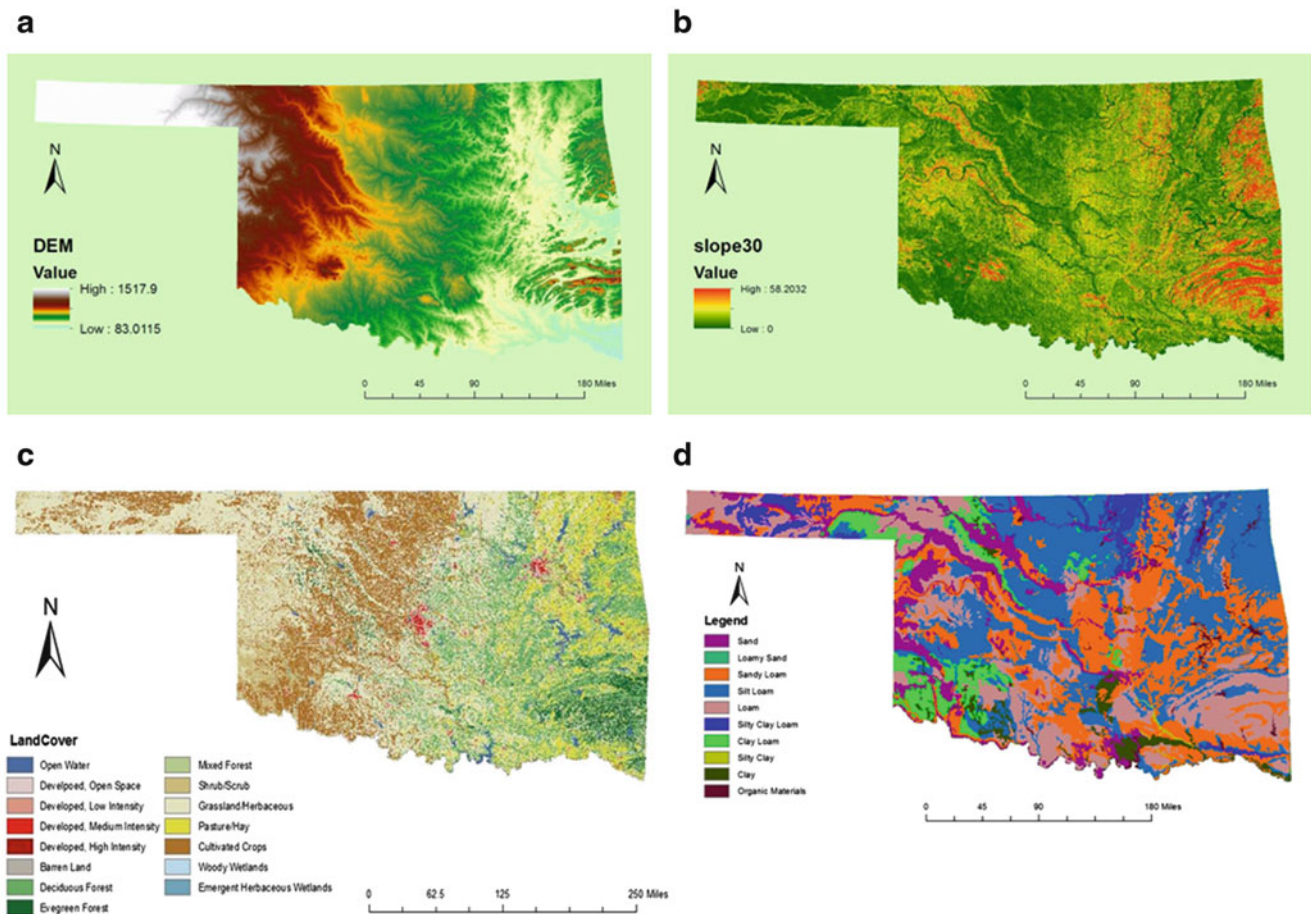 a
N
DEM
Value
High : 1517.9
Low : 83.0115
0 45 90 180 Miles
b
N
slope30
Value
High : 58.2032
Low : 0
0 45 90 180 Miles
c
N
LandCover
Open Water
Developoed, Open Space
Developed, Low Intensity
Developed, Medium Intensity
Developed, High Intensity
Barren Land
Deciduous Forest
Evegreen Forest
Mixed Forest
Shrub/Scrub
Grassland/Herbaceous
Pasture/Hay
Cultivated Crops
Woody Wetlands
Emergent Herbaceous Wetlands
0 62.5 125 250 Miles
d
N
Legend
Sand
Loamy Sand
Sandy Loam
Silt Loam
Loam
Silty Clay Loam
Clay Loam
Silty Clay
Clay
Organic Materials
0 45 90 180 Miles